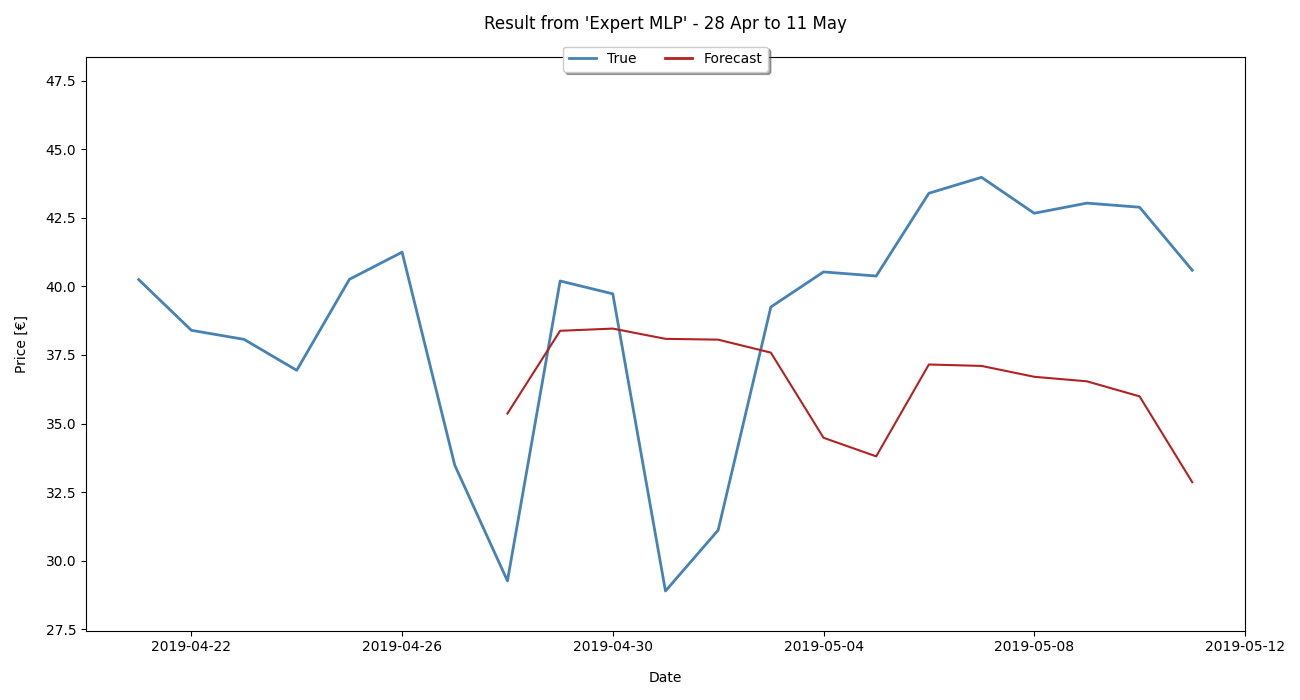 Result from 'Expert MLP' - 28 Apr to 11 May
True Forecast
47.5
45.0
42.5
40.0
37.5
35.0
32.5
30.0
27.5
Price [€]
2019-04-22 2019-04-26 2019-04-30 2019-05-04 2019-05-08 2019-05-12
Date